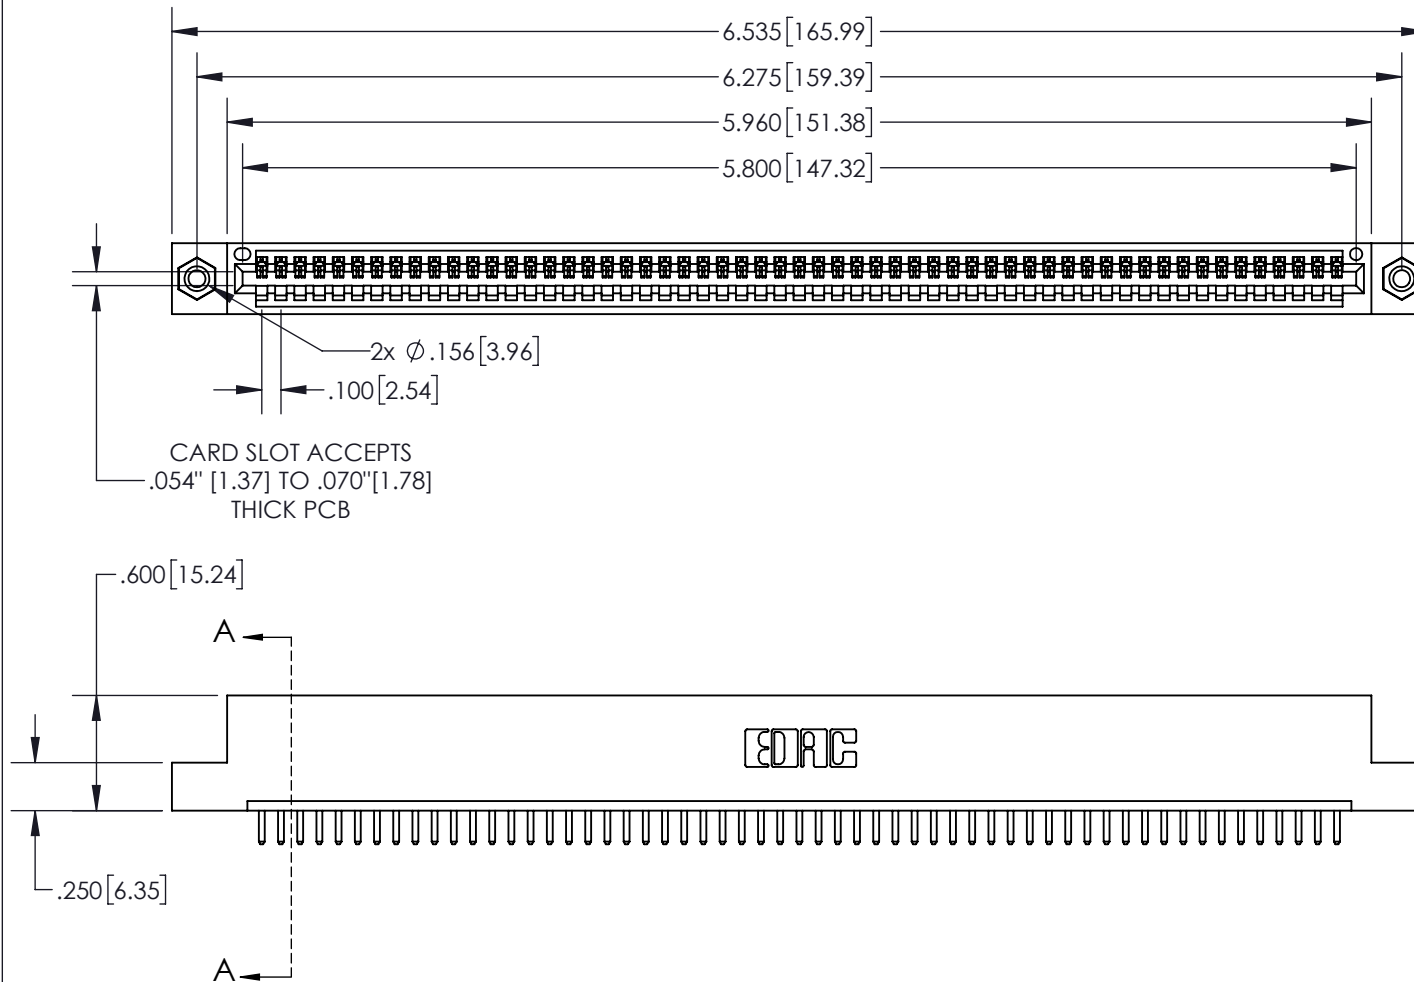 6.535[165.99]
6.275[159.39]
5.960[151.38]
5.800[147.32]
2x Ø.156[3.96]
.100[2.54]
CARD SLOT ACCEPTS
.054" [1.37] TO .070"[1.78]
THICK PCB
.600[15.24]
A
EDAC
.250[6.35]
A